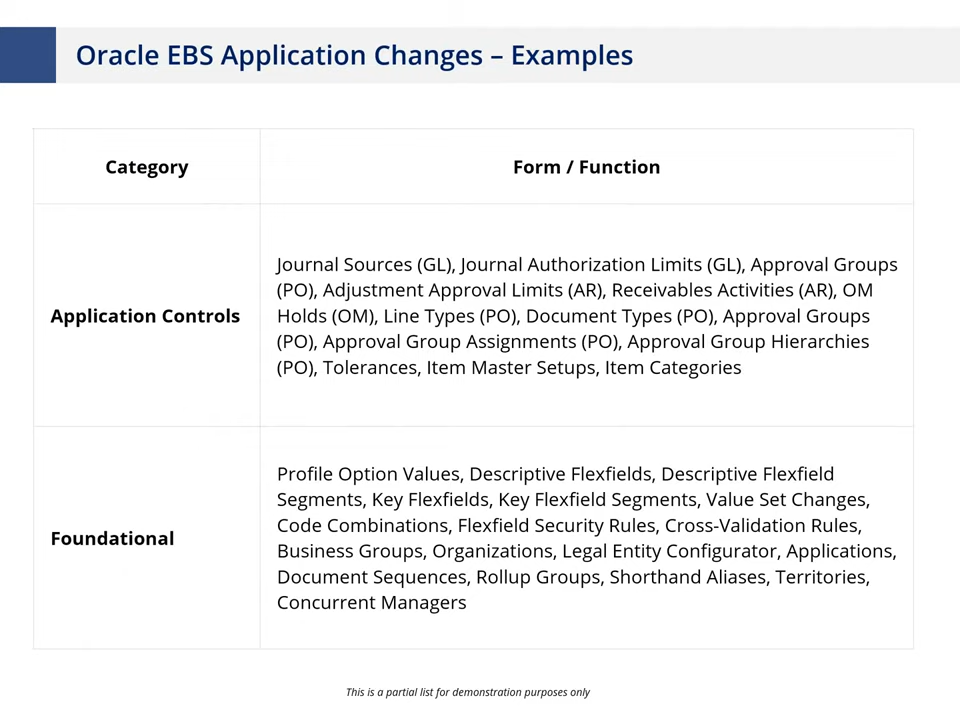 Oracle EBS Application Changes – Examples
Category
Form / Function
Application Controls
Journal Sources (GL), Journal Authorization Limits (GL), Approval Groups
(PO), Adjustment Approval Limits (AR), Receivables Activities (AR), OM
Holds (OM), Line Types (PO), Document Types (PO), Approval Groups
(PO), Approval Group Assignments (PO), Approval Group Hierarchies
(PO), Tolerances, Item Master Setups, Item Categories
Foundational
Profile Option Values, Descriptive Flexfields, Descriptive Flexfield
Segments, Key Flexfields, Key Flexfield Segments, Value Set Changes,
Code Combinations, Flexfield Security Rules, Cross-Validation Rules,
Business Groups, Organizations, Legal Entity Configurator, Applications,
Document Sequences, Rollup Groups, Shorthand Aliases, Territories,
Concurrent Managers
This is a partial list for demonstration purposes only